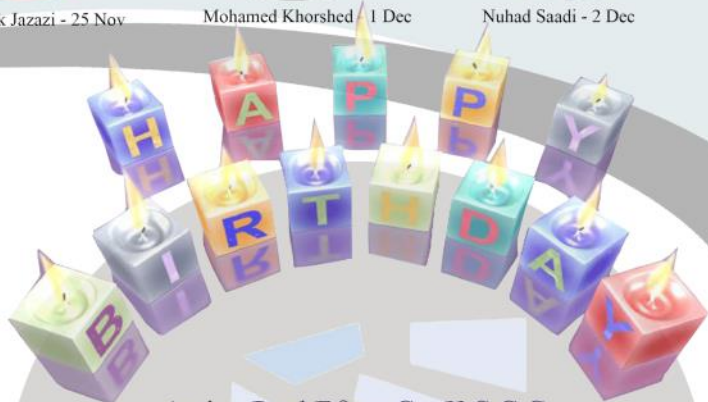 k Jazazi - 25 Nov Mohamed Khorshed - 1 Dec Nuhad Saadi - 2 Dec
HAPPY
BIRTHDAY